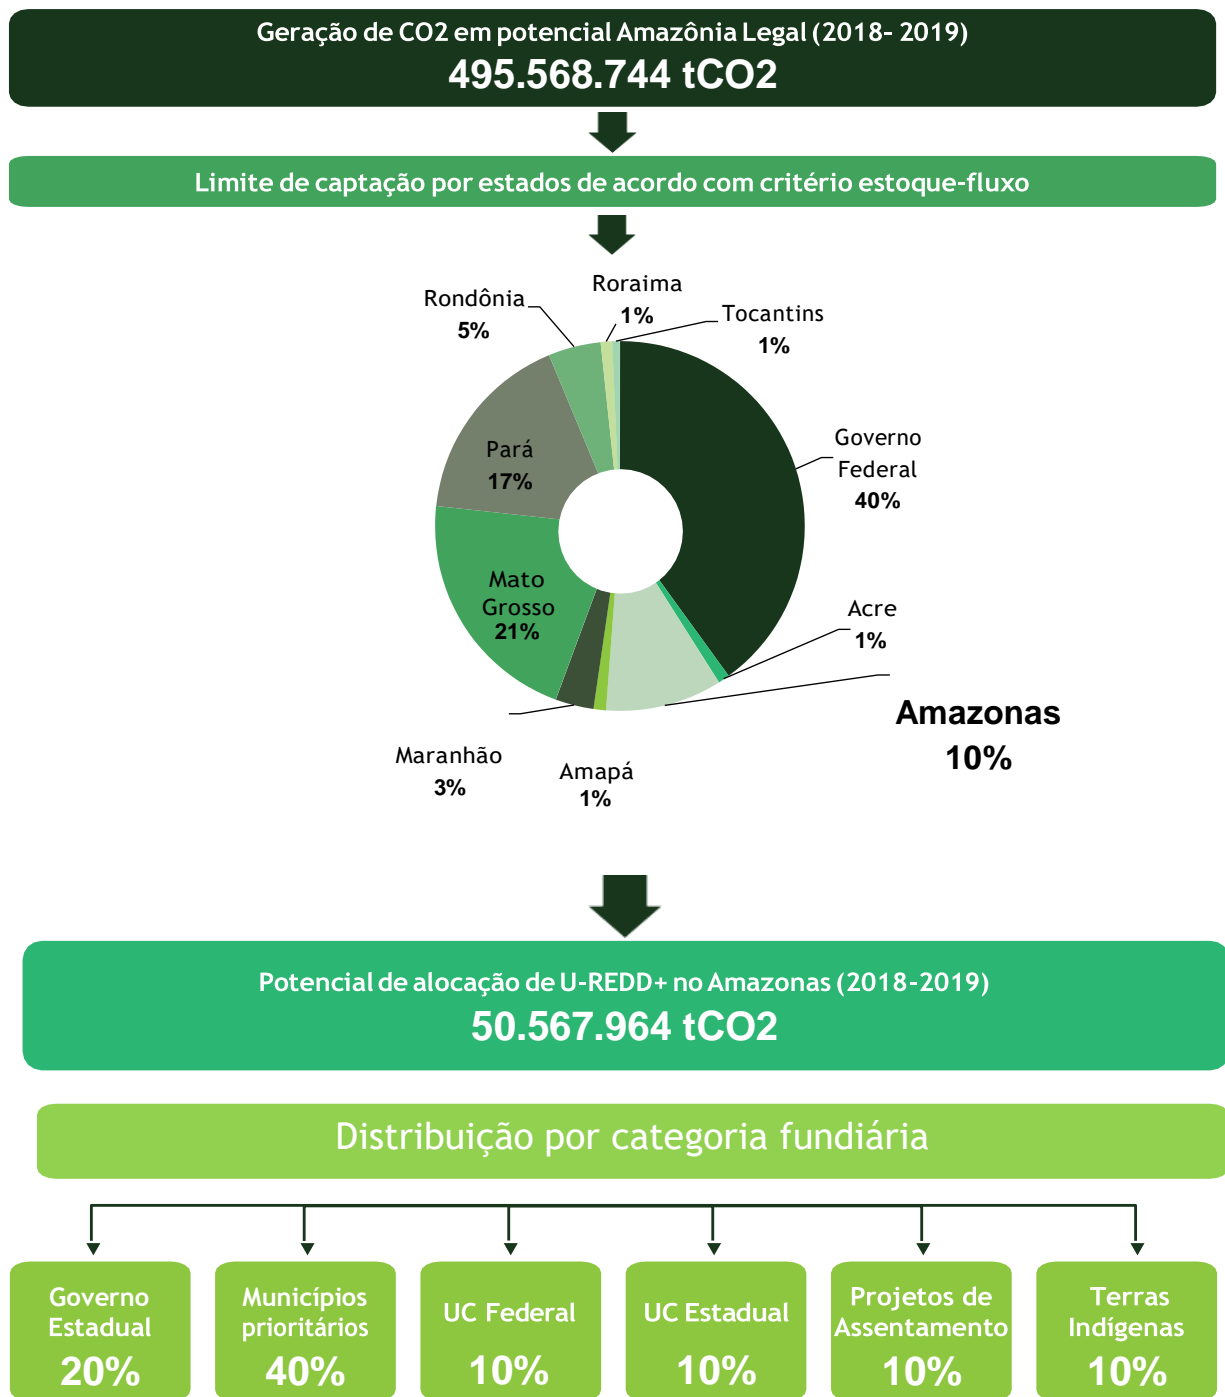 Geração de CO2 em potencial Amazônia Legal (2018- 2019)
495.568.744 tCO2
Limite de captação por estados de acordo com critério estoque-fluxo
Roraima
1%
Rondônia
5%
Tocantins
1%
Governo
Federal
40%
Pará
17%
Mato
Grosso
21%
Acre
1%
Amazonas
10%
Maranhão
3%
Amapá
1%
Potencial de alocação de U-REDD+ no Amazonas (2018-2019)
50.567.964 tCO2
Distribuição por categoria fundiária
Governo
Estadual
20%
Municípios
prioritários
40%
UC Federal
10%
UC Estadual
10%
Projetos de
Assentamento
10%
Terras
Indígenas
10%